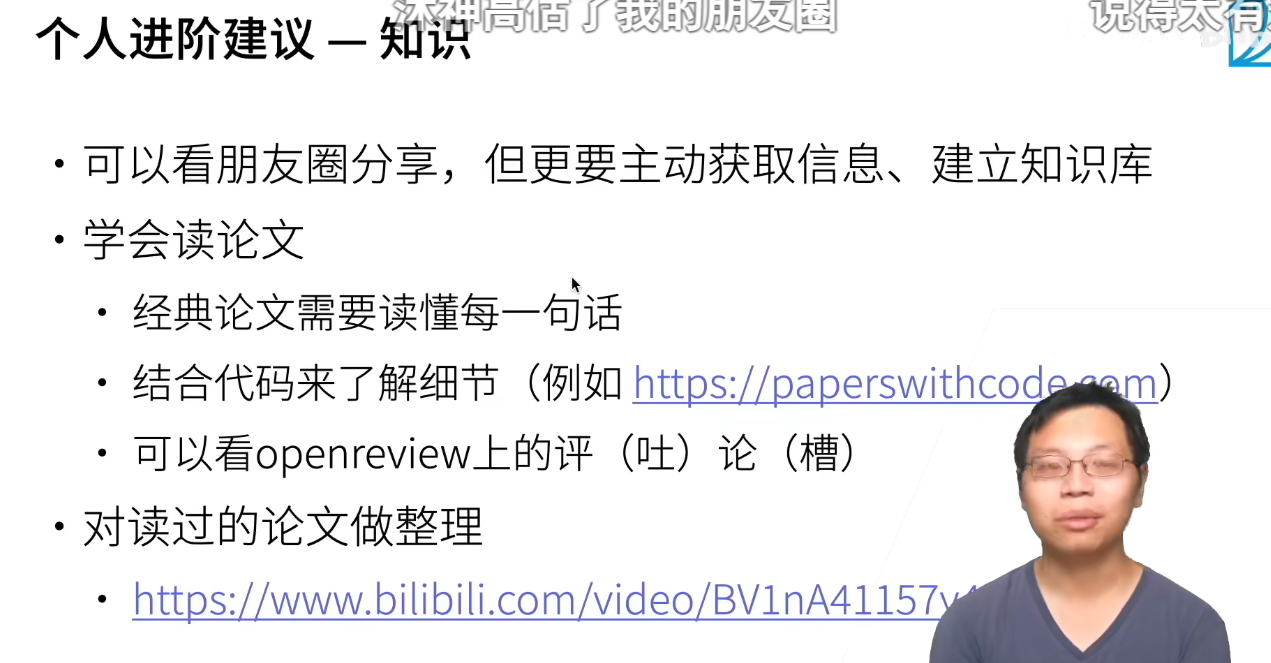 沐神高估了我的朋友圈
说得太有
个人进阶建议 — 知识
• 可以看朋友圈分享，但更要主动获取信息、建立知识库
• 学会读论文
• 经典论文需要读懂每一句话
• 结合代码来了解细节（例如 https://paperswithcode.com）
• 可以看openreview上的评（吐）论（槽）
• 对读过的论文做整理
• https://www.bilibili.com/video/BV1nA41157y